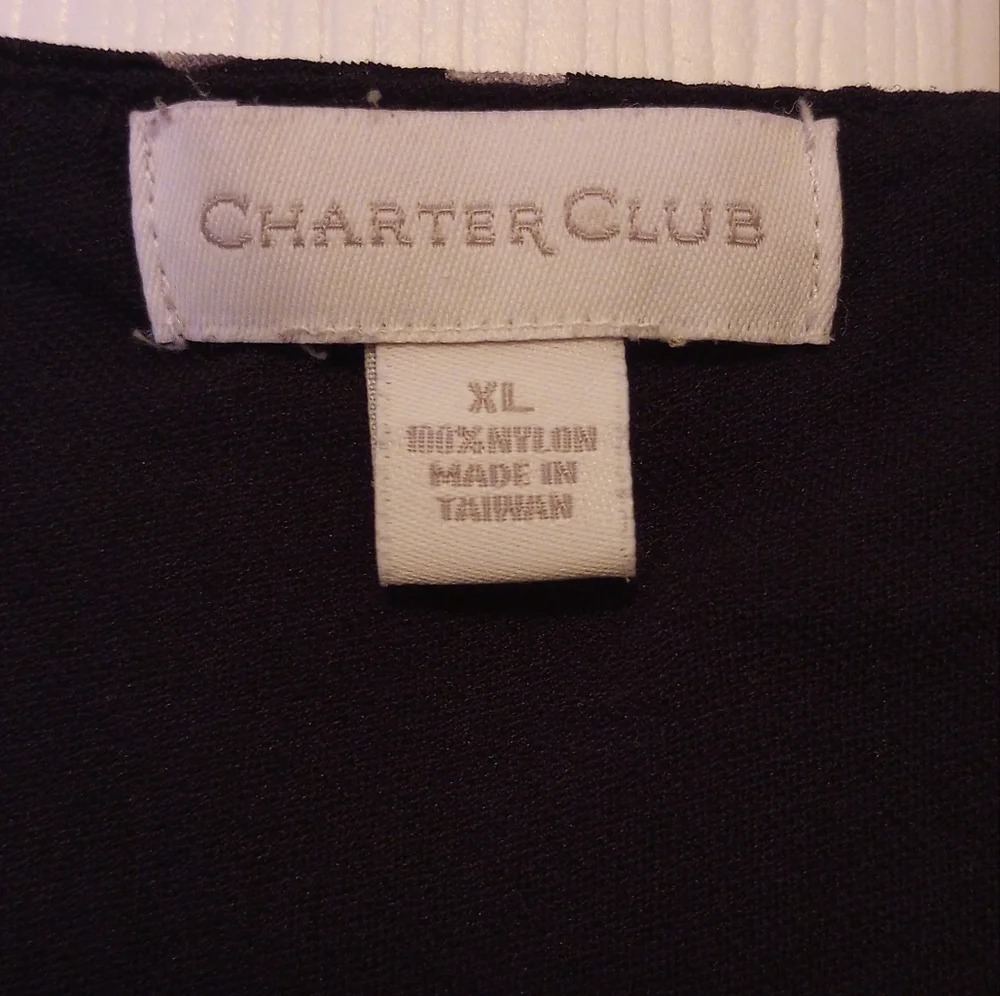 CHARTER CLUB
XL
100% NYLON
MADE IN
TAIWAN